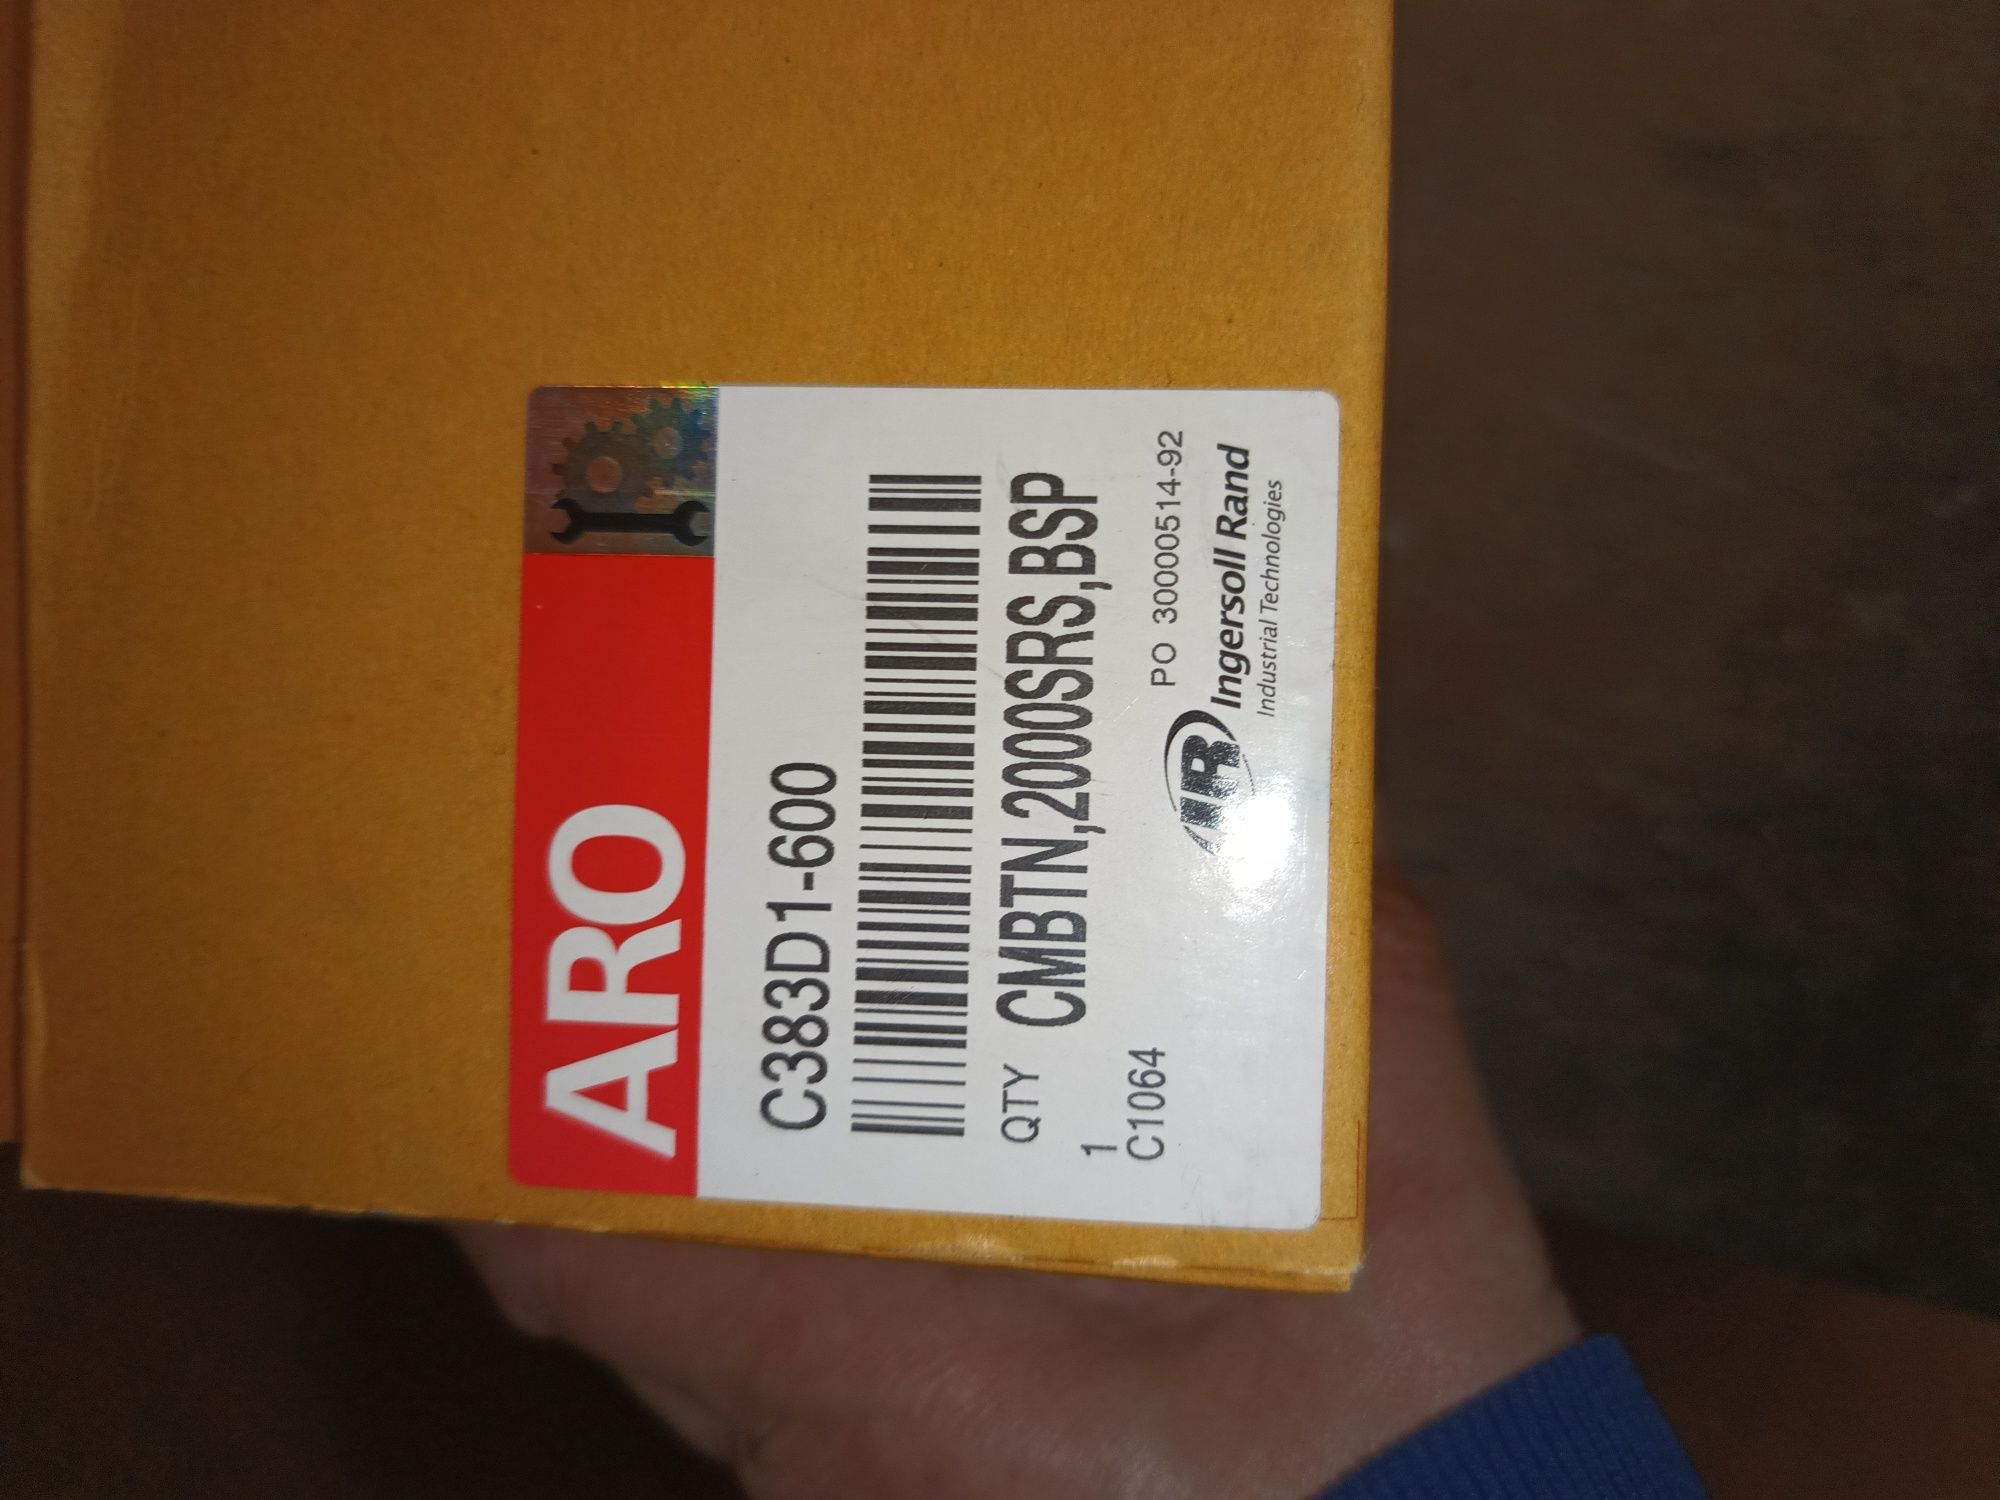 ARO
C383D1-600
QTY CMBTN,2000SRS,BSP
1
C1064
PO 30000514-92
IR Ingersoll Rand
Industrial Technologies